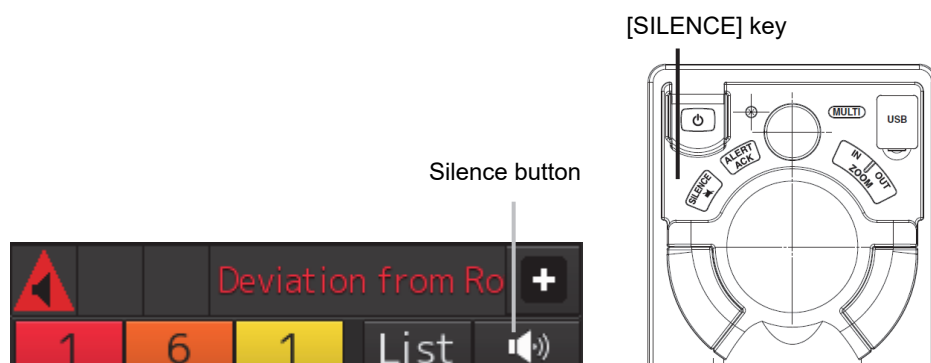 [SILENCE] key
MULTI
USB
ALERT
ACK
IN
OUT
ZOOM
SILENCE
Silence button
Deviation from Ro
1
6
1
List